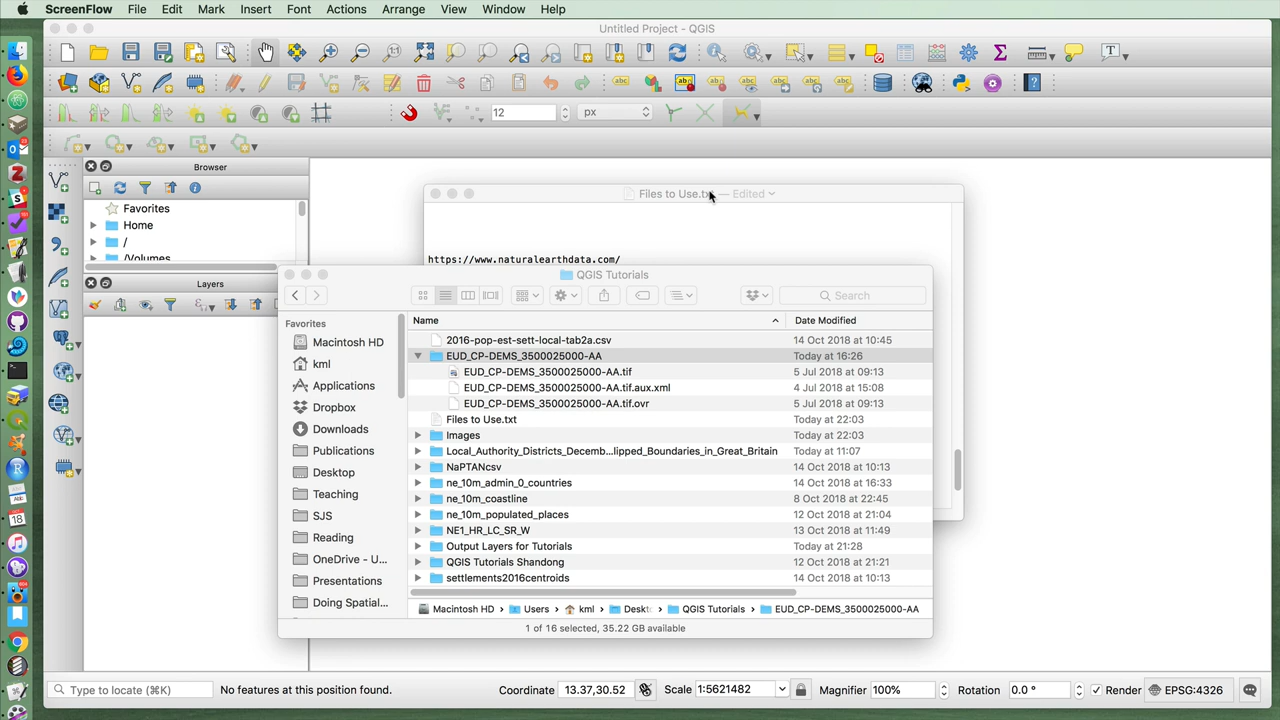 ScreenFlow File Edit Mark Insert Font Actions Arrange View Window Help
Untitled Project - QGIS
12 px
Browser
Favorites
Home
/
/Volumes
Layers
Files to Use.txt — Edited
https://www.naturalearthdata.com/
QGIS Tutorials
Search
Favorites
Macintosh HD
kml
Applications
Dropbox
Downloads
Publications
Desktop
Teaching
SJS
Reading
OneDrive - U...
Presentations
Doing Spatial...
Name Date Modified
2016-pop-est-sett-local-tab2a.csv 14 Oct 2018 at 10:45
EUD_CP-DEMS_3500025000-AA Today at 16:26
EUD_CP-DEMS_3500025000-AA.tif 5 Jul 2018 at 09:13
EUD_CP-DEMS_3500025000-AA.tif.aux.xml 4 Jul 2018 at 15:08
EUD_CP-DEMS_3500025000-AA.tif.ovr 5 Jul 2018 at 09:13
Files to Use.txt Today at 22:03
Images Today at 22:03
Local_Authority_Districts_Decemb...lipped_Boundaries_in_Great_Britain Today at 11:07
NaPTANcsv 14 Oct 2018 at 10:13
ne_10m_admin_0_countries 14 Oct 2018 at 16:33
ne_10m_coastline 8 Oct 2018 at 22:45
ne_10m_populated_places 12 Oct 2018 at 21:04
NE1_HR_LC_SR_W 13 Oct 2018 at 11:49
Output Layers for Tutorials Today at 21:28
QGIS Tutorials Shandong 12 Oct 2018 at 21:21
settlements2016centroids 14 Oct 2018 at 10:13
Macintosh HD Users kml Deskt QGIS Tutorials EUD_CP-DEMS_3500025000-AA
1 of 16 selected, 35.22 GB available
Type to locate (⌘K) No features at this position found. Coordinate 13.37,30.52 Scale 1:5621482 Magnifier 100% Rotation 0.0 ° Render EPSG:4326